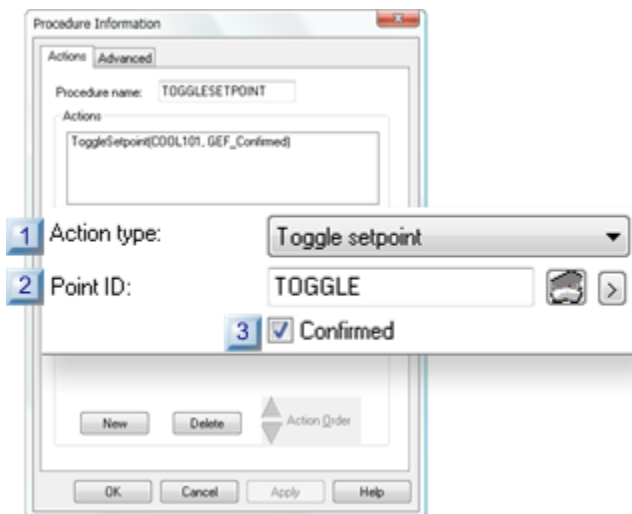 Procedure Information
Actions Advanced
Procedure name: TOGGLESETPOINT
Actions
ToggleSetpoint(COOL101, GEF_Confirmed)
1 Action type: Toggle setpoint
2 Point ID: TOGGLE >
3 Confirmed
New Delete Action Order
OK Cancel Apply Help